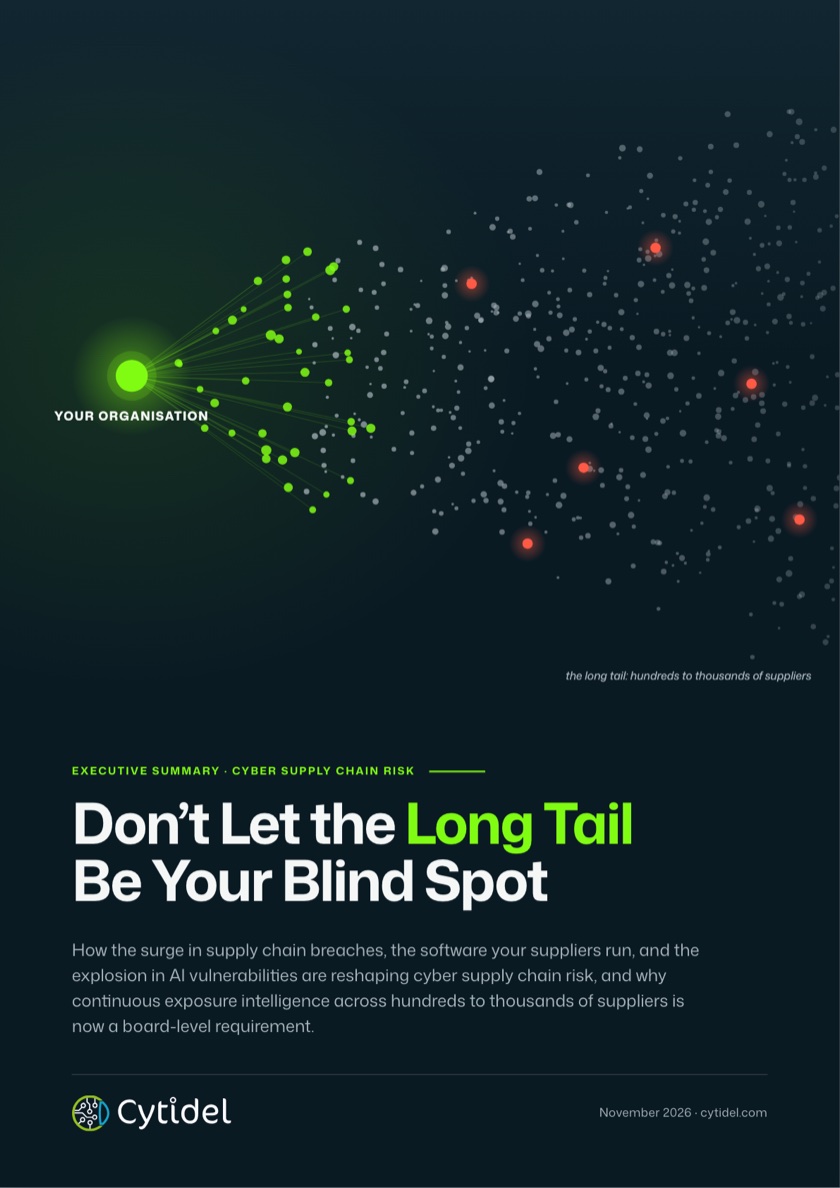 YOUR ORGANISATION
the long tail: hundreds to thousands of suppliers
EXECUTIVE SUMMARY · CYBER SUPPLY CHAIN RISK
Don’t Let the Long Tail
Be Your Blind Spot
How the surge in supply chain breaches, the software your suppliers run, and the
explosion in AI vulnerabilities are reshaping cyber supply chain risk, and why
continuous exposure intelligence across hundreds to thousands of suppliers is
now a board-level requirement.
Cytidel
November 2026 · cytidel.com